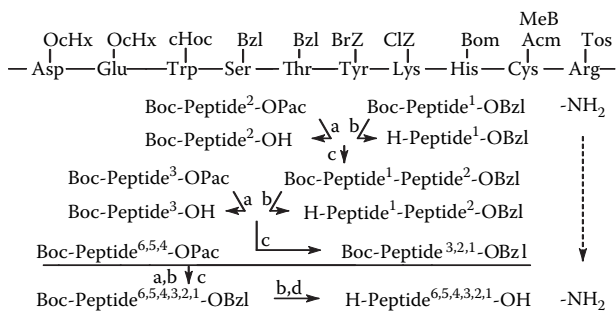 MeB
OcHx OcHx cHoc Bzl Bzl BrZ ClZ Bom Acm Tos
— Asp — Glu — Trp — Ser — Thr — Tyr — Lys — His — Cys — Arg —
Boc-Peptide²-OPac Boc-Peptide¹-OBzl -NH₂
a b
Boc-Peptide²-OH H-Peptide¹-OBzl
c
Boc-Peptide³-OPac Boc-Peptide¹-Peptide²-OBzl
a b
Boc-Peptide³-OH H-Peptide¹-Peptide²-OBzl
c
Boc-Peptide⁶,⁵,⁴-OPac Boc-Peptide ³,²,¹-OBzl
a,b c
Boc-Peptide⁶,⁵,⁴,³,²,¹-OBzl b,d H-Peptide⁶,⁵,⁴,³,²,¹-OH -NH₂